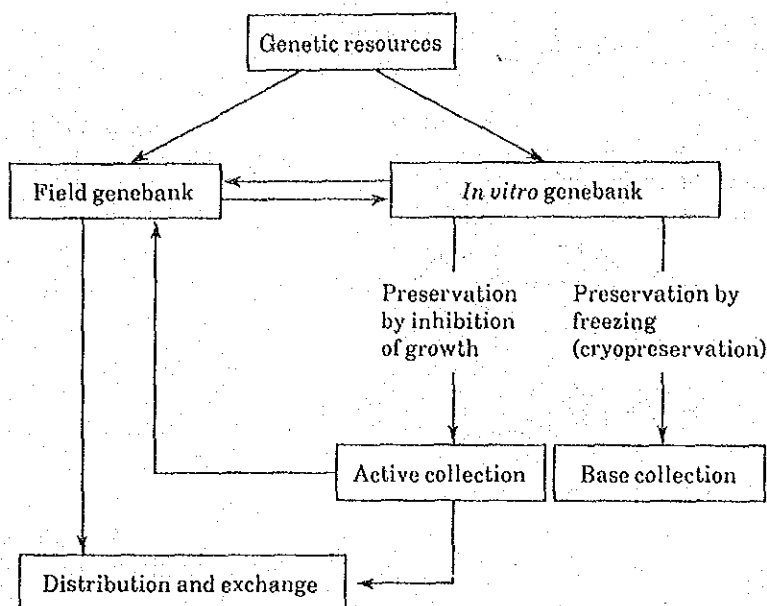 Genetic resources
Field genebank
In vitro genebank
Preservation
by inhibition
of growth
Preservation by
freezing
(cryopreservation)
Active collection
Base collection
Distribution and exchange